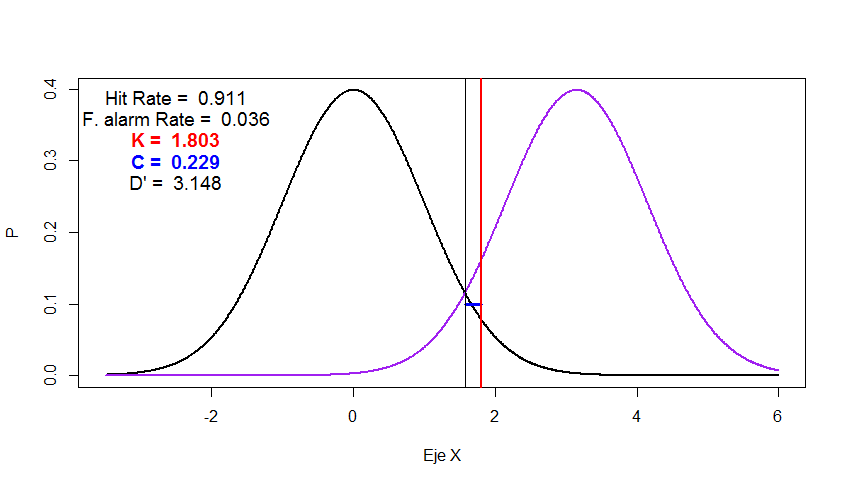 Hit Rate =  0.911
F. alarm Rate =  0.036
K =  1.803
C =  0.229
D' =  3.148
P
0.4
0.3
0.2
0.1
0.0
-2
0
2
4
6
Eje X